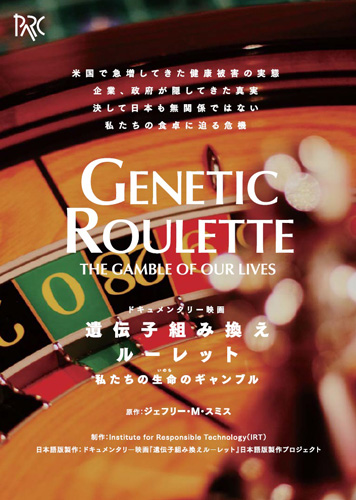 PARC
米国で急増してきた健康被害の実態
企業、政府が隠してきた真実
決して日本も無関係ではない
私たちの食卓に迫る危機
GENETIC
ROULETTE
THE GAMBLE OF OUR LIVES
0 28 9
ドキュメンタリー映画
遺伝子組み換え
ルーレット
いのち
私たちの生命のギャンブル
原作:ジェフリー・M・スミス
制作:Institute for Responsible Technology(IRT)
日本語版製作:ドキュメンタリー映画「遺伝子組み換えルーレット」日本語版製作プロジェクト